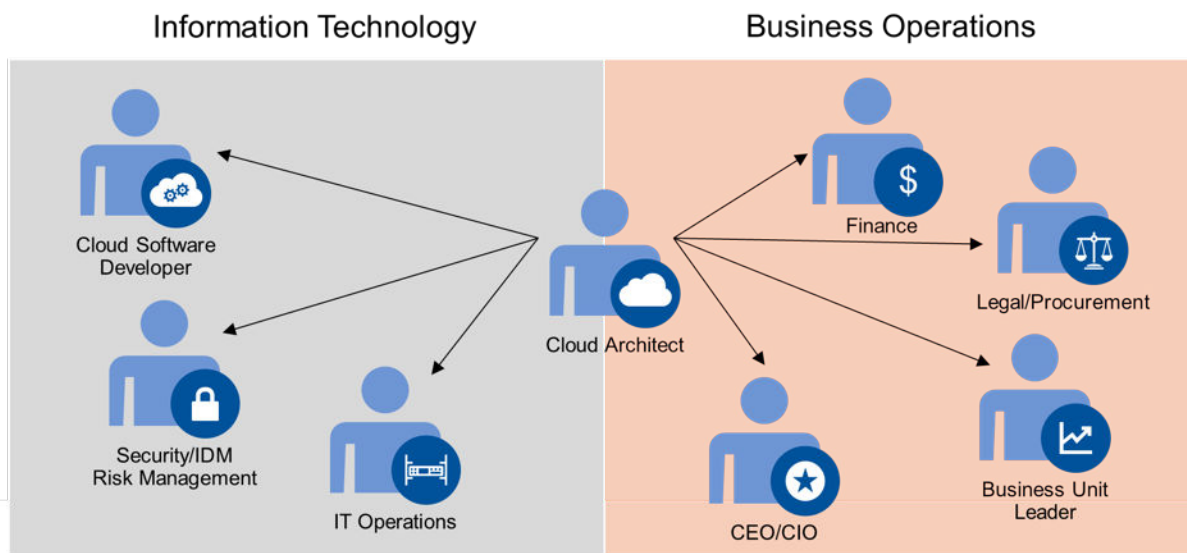 Information Technology
Business Operations
Cloud Software
Developer
Security/IDM
Risk Management
IT Operations
Cloud Architect
$
Finance
Legal/Procurement
Business Unit
Leader
CEO/CIO